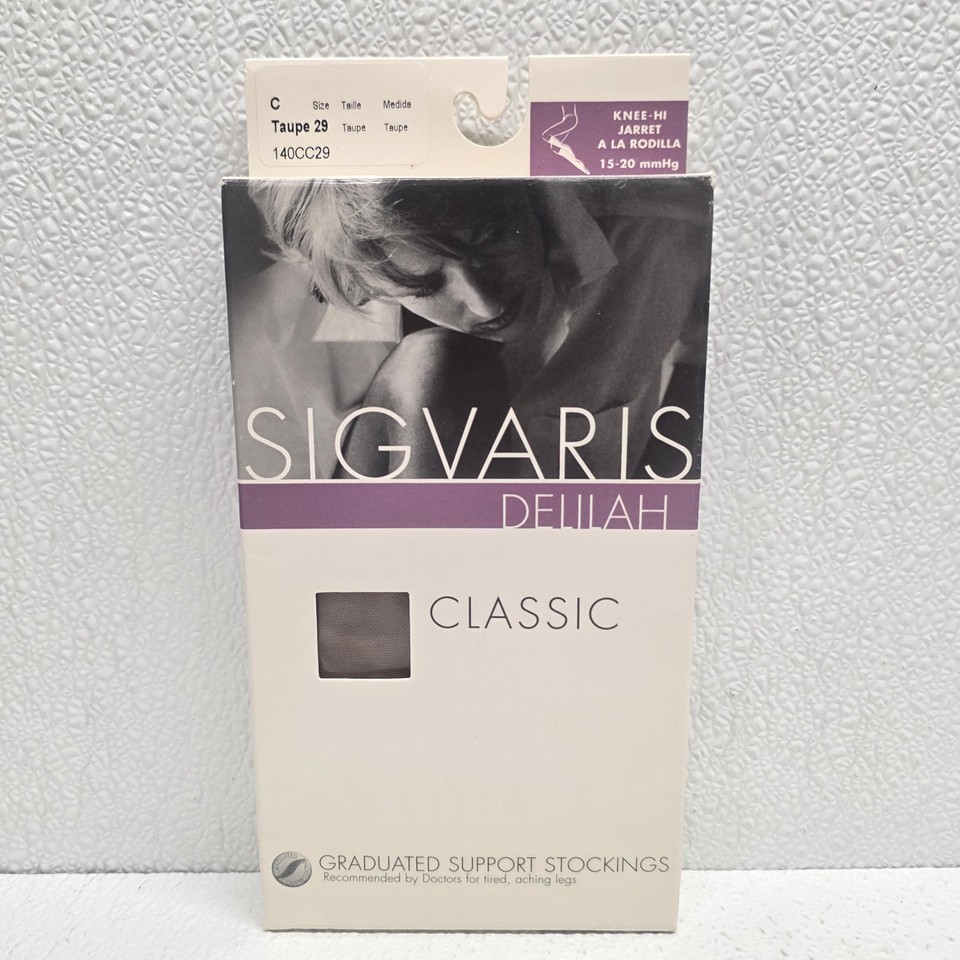 C Size Taille Medida
Taupe 29 Taupe Taupe
140CC29
KNEE-HI
JARRET
A LA RODILLA
15-20 mmHg
SIGVARIS
DELILAH
CLASSIC
GRADUATED SUPPORT STOCKINGS
Recommended by Doctors for tired, aching legs